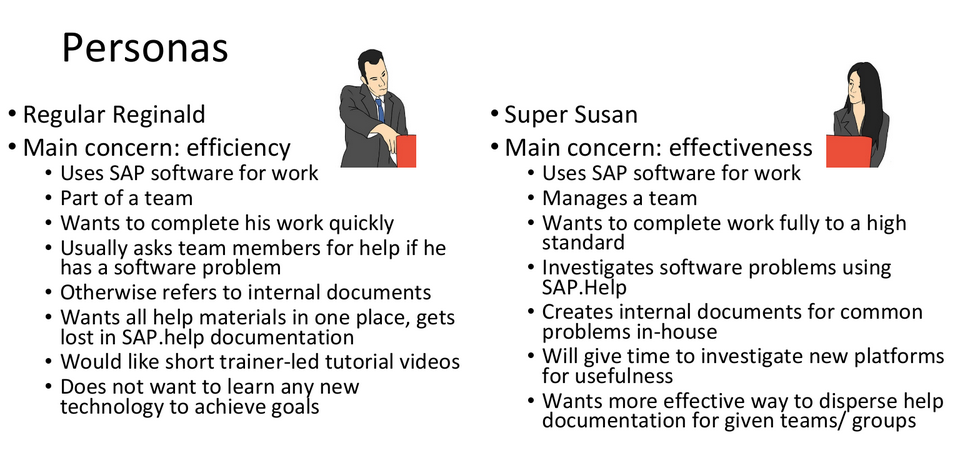 Personas
• Regular Reginald
• Main concern: efficiency
• Uses SAP software for work
• Part of a team
• Wants to complete his work quickly
• Usually asks team members for help if he
has a software problem
• Otherwise refers to internal documents
• Wants all help materials in one place, gets
lost in SAP.help documentation
• Would like short trainer-led tutorial videos
• Does not want to learn any new
technology to achieve goals
• Super Susan
• Main concern: effectiveness
• Uses SAP software for work
• Manages a team
• Wants to complete work fully to a high
standard
• Investigates software problems using
SAP.Help
• Creates internal documents for common
problems in-house
• Will give time to investigate new platforms
for usefulness
• Wants more effective way to disperse help
documentation for given teams/ groups